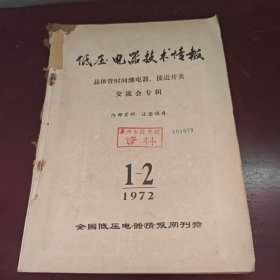 低压电器技术情报
晶体管时间继电器、接近开关
交流会专辑
内部资料 注意保存
资料
1-2
1972
全国低压电器情报网刊物